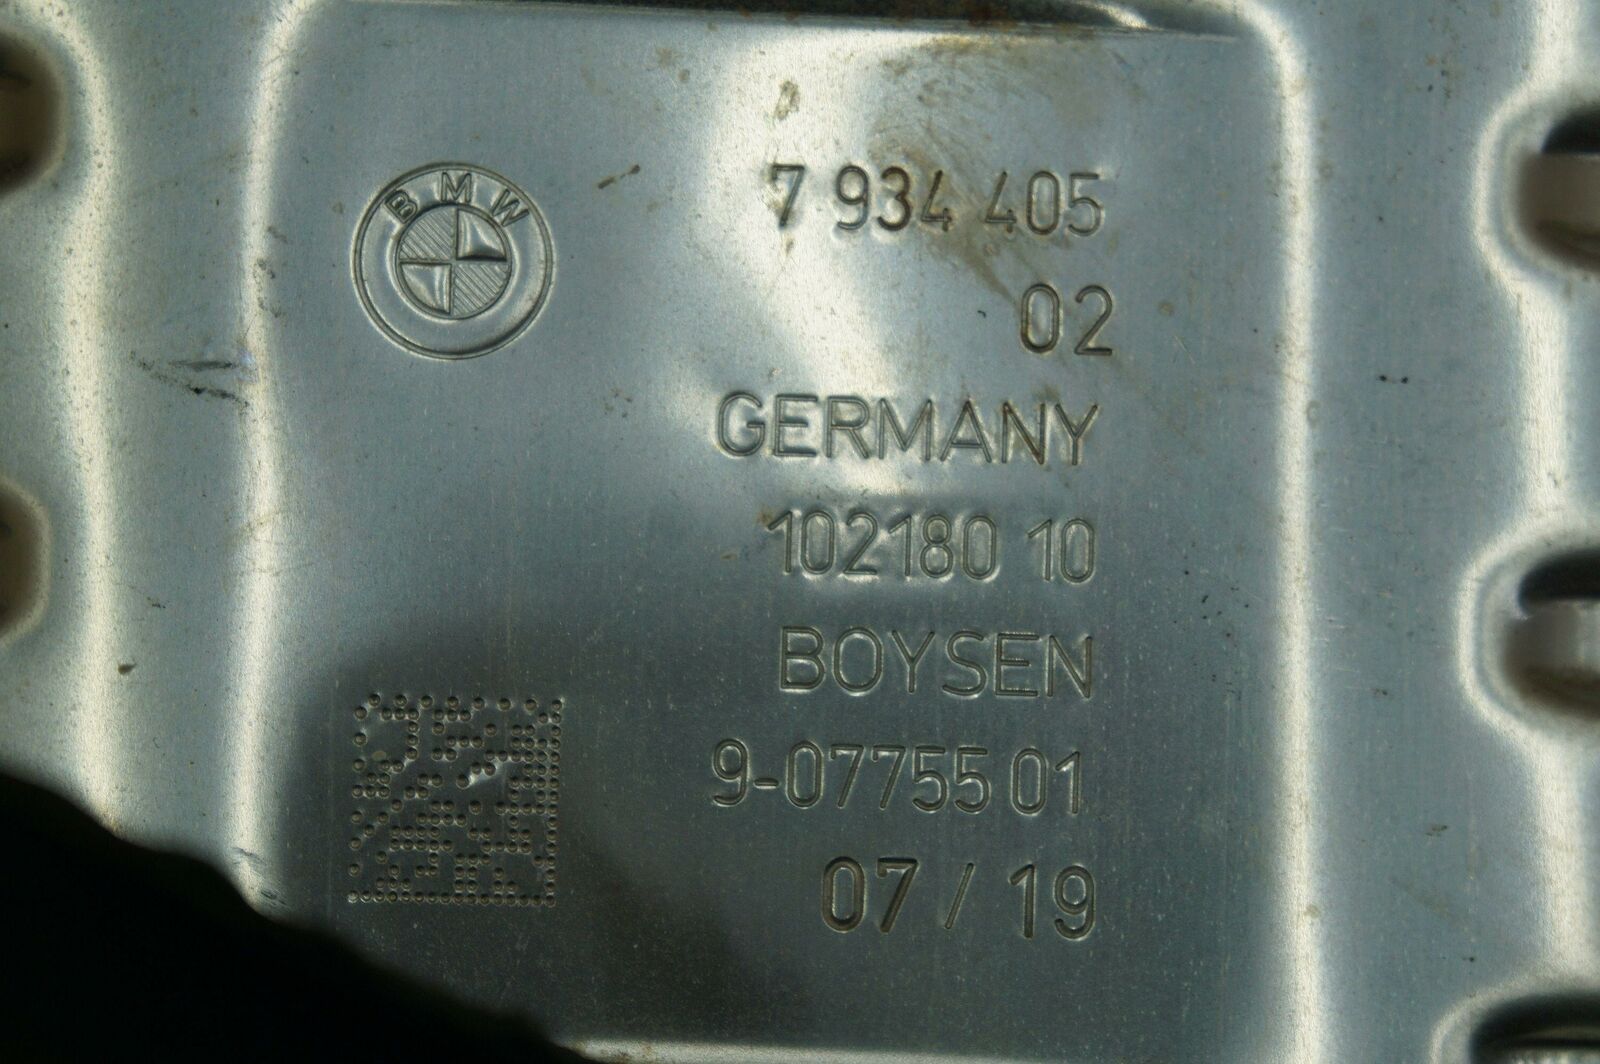 BMW
7 934 405
02
GERMANY
102180 10
BOYSEN
9-07755 01
07 / 19